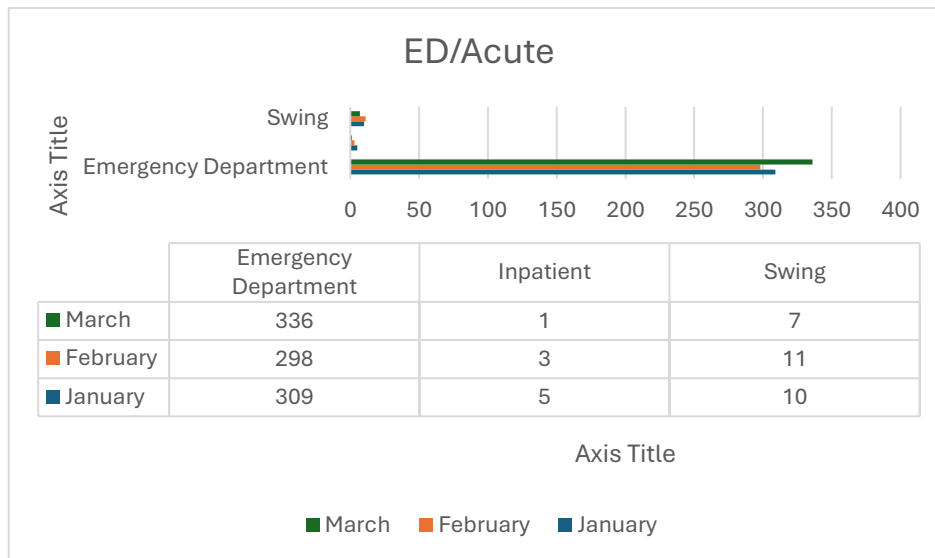 ED/Acute
Axis Title
Swing
Emergency Department
0 50 100 150 200 250 300 350 400
Emergency
Department
Inpatient
Swing
March 336 1 7
February 298 3 11
January 309 5 10
Axis Title
March February January